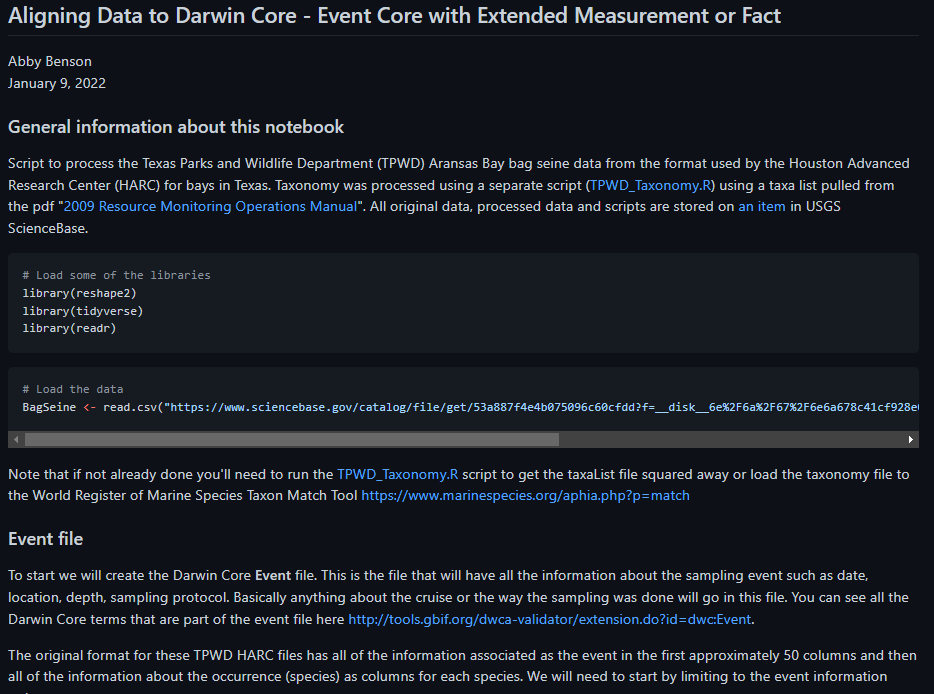 Aligning Data to Darwin Core - Event Core with Extended Measurement or Fact
Abby Benson
January 9, 2022
General information about this notebook
Script to process the Texas Parks and Wildlife Department (TPWD) Aransas Bay bag seine data from the format used by the Houston Advanced
Research Center (HARC) for bays in Texas. Taxonomy was processed using a separate script (TPWD_Taxonomy.R) using a taxa list pulled from
the pdf "2009 Resource Monitoring Operations Manual". All original data, processed data and scripts are stored on an item in USGS
ScienceBase.
# Load some of the libraries
library(reshape2)
library(tidyverse)
library(readr)
# Load the data
BagSeine <- read.csv("https://www.sciencebase.gov/catalog/file/get/53a887f4e4b075096c60cfdd?f=__disk__6e%2F6a%2F67%2F6e6a678c41cf928e
Note that if not already done you'll need to run the TPWD_Taxonomy.R script to get the taxaList file squared away or load the taxonomy file to
the World Register of Marine Species Taxon Match Tool https://www.marinespecies.org/aphia.php?p=match
Event file
To start we will create the Darwin Core Event file. This is the file that will have all the information about the sampling event such as date,
location, depth, sampling protocol. Basically anything about the cruise or the way the sampling was done will go in this file. You can see all the
Darwin Core terms that are part of the event file here http://tools.gbif.org/dwca-validator/extension.do?id=dwc:Event.
The original format for these TPWD HARC files has all of the information associated as the event in the first approximately 50 columns and then
all of the information about the occurrence (species) as columns for each species. We will need to start by limiting to the event information